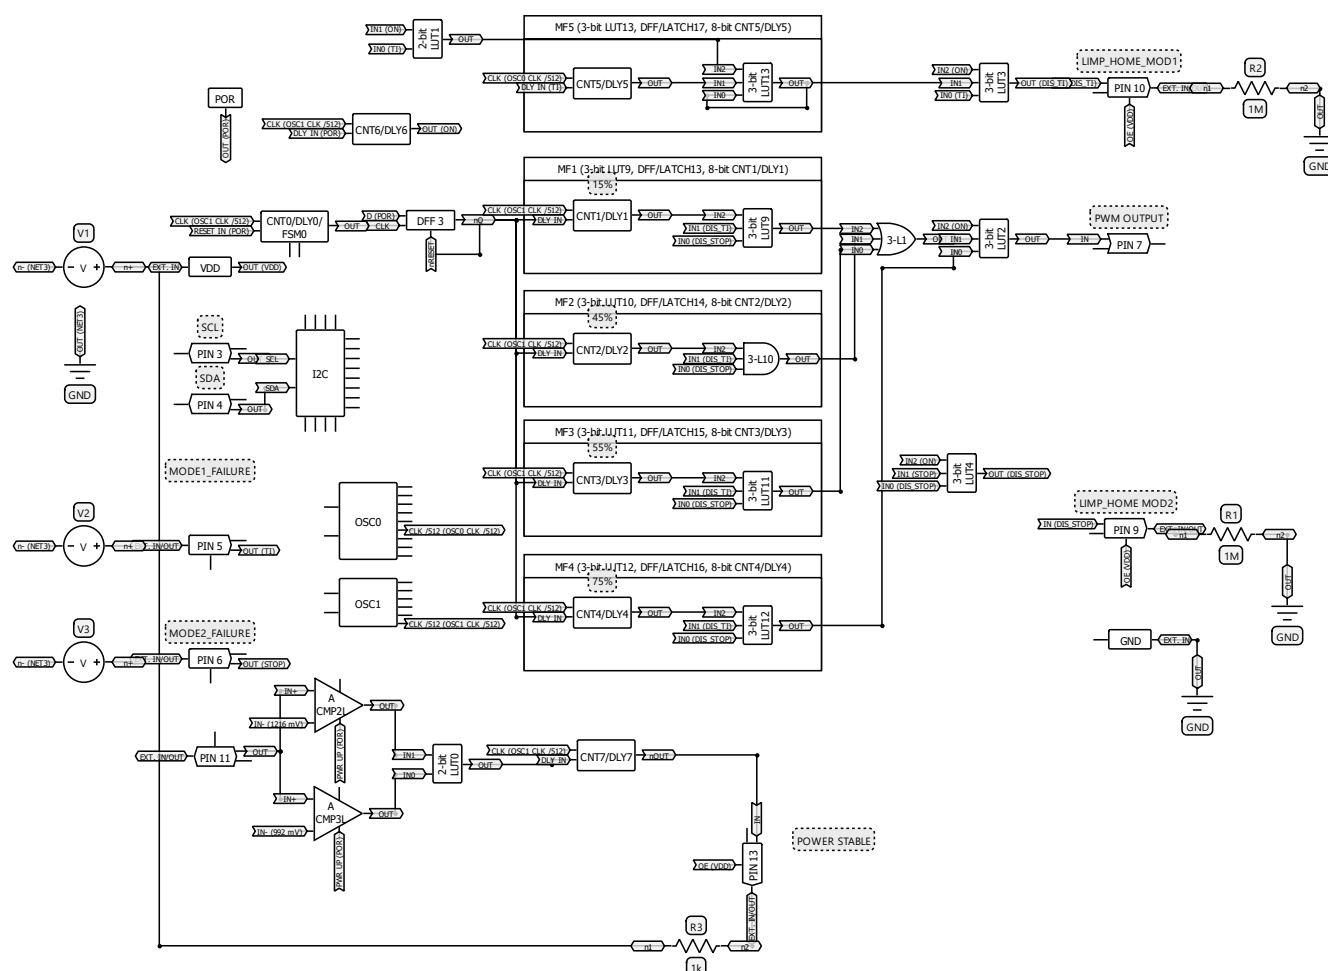 MF5 (3-bit LUT13, DFF/LATCH17, 8-bit CNT5/DLY5)
IN1 (ON)
IN0 (TI)
2-bit
LUT1
OUT
CLK (OSC0 CLK /512)
DLY IN (TI)
CNT5/DLY5
OUT
IN2
IN1
IN0
3-bit
LUT13
OUT
IN2 (ON)
IN1
IN0 (TI)
3-bit
LUT3
OUT (DIS_TI)
DIS_TI)
LIMP_HOME_MOD1
PIN 10
EXT. IN
OE (VDD)
n1
R2
1M
n2
OUT
GND
POR
OUT (POR)
CLK (OSC1 CLK /512)
DLY IN (POR)
CNT6/DLY6
OUT (ON)
MF1 (3-bit LUT9, DFF/LATCH13, 8-bit CNT1/DLY1)
15%
CLK (OSC1 CLK /512)
DLY IN
CNT1/DLY1
OUT
IN2
IN1 (DIS_TI)
IN0 (DIS_STOP)
3-bit
LUT9
OUT
IN2
IN1
IN0
3-L1
IN2 (ON)
IN1
IN0
3-bit
LUT2
OUT
IN
PWM OUTPUT
PIN 7
CLK (OSC1 CLK /512)
RESET IN (POR)
CNT0/DLY0/
FSM0
OUT
D (POR)
CLK
DFF 3
nQ
nRESET
V1
n- (NET3)
V
n+
EXT. IN
VDD
OUT (VDD)
OUT (NET3)
GND
SCL
PIN 3
SCL
SDA
PIN 4
OUT
SDA
I2C
MF2 (3-bit LUT10, DFF/LATCH14, 8-bit CNT2/DLY2)
45%
CLK (OSC1 CLK /512)
DLY IN
CNT2/DLY2
OUT
IN2
IN1 (DIS_TI)
IN0 (DIS_STOP)
3-L10
OUT
MF3 (3-bit LUT11, DFF/LATCH15, 8-bit CNT3/DLY3)
55%
CLK (OSC1 CLK /512)
DLY IN
CNT3/DLY3
OUT
IN2
IN1 (DIS_TI)
IN0 (DIS_STOP)
3-bit
LUT11
OUT
IN2 (ON)
IN1 (STOP)
IN0 (DIS_STOP)
3-bit
LUT4
OUT (DIS_STOP)
MODE1_FAILURE
V2
n- (NET3)
V
n+
T. IN/OUT
PIN 5
OUT (TI)
OSC0
CLK /512 (OSC0 CLK /512)
OSC1
CLK /512 (OSC1 CLK /512)
LIMP_HOME MOD2
IN (DIS_STOP)
PIN 9
EXT. IN/OUT
OE (VDD)
n1
R1
1M
n2
OUT
GND
MF4 (3-bit LUT12, DFF/LATCH16, 8-bit CNT4/DLY4)
75%
CLK (OSC1 CLK /512)
DLY IN
CNT4/DLY4
OUT
IN2
IN1 (DIS_TI)
IN0 (DIS_STOP)
3-bit
LUT12
OUT
V3
n- (NET3)
V
n+
T. IN/OUT
MODE2_FAILURE
PIN 6
OUT (STOP)
GND
EXT. IN
OUT
GND
EXT. IN/OUT
PIN 11
OUT
IN+
IN- (1216 mV)
A
CMP2L
OUT
PWR UP (POR)
IN+
IN- (992 mV)
A
CMP3L
OUT
PWR UP (POR)
IN1
IN0
2-bit
LUT0
OUT
CLK (OSC1 CLK /512)
DLY IN
CNT7/DLY7
nOUT
IN
OE (VDD)
PIN 13
EXT. IN/OUT
POWER STABLE
n1
R3
1k
n2